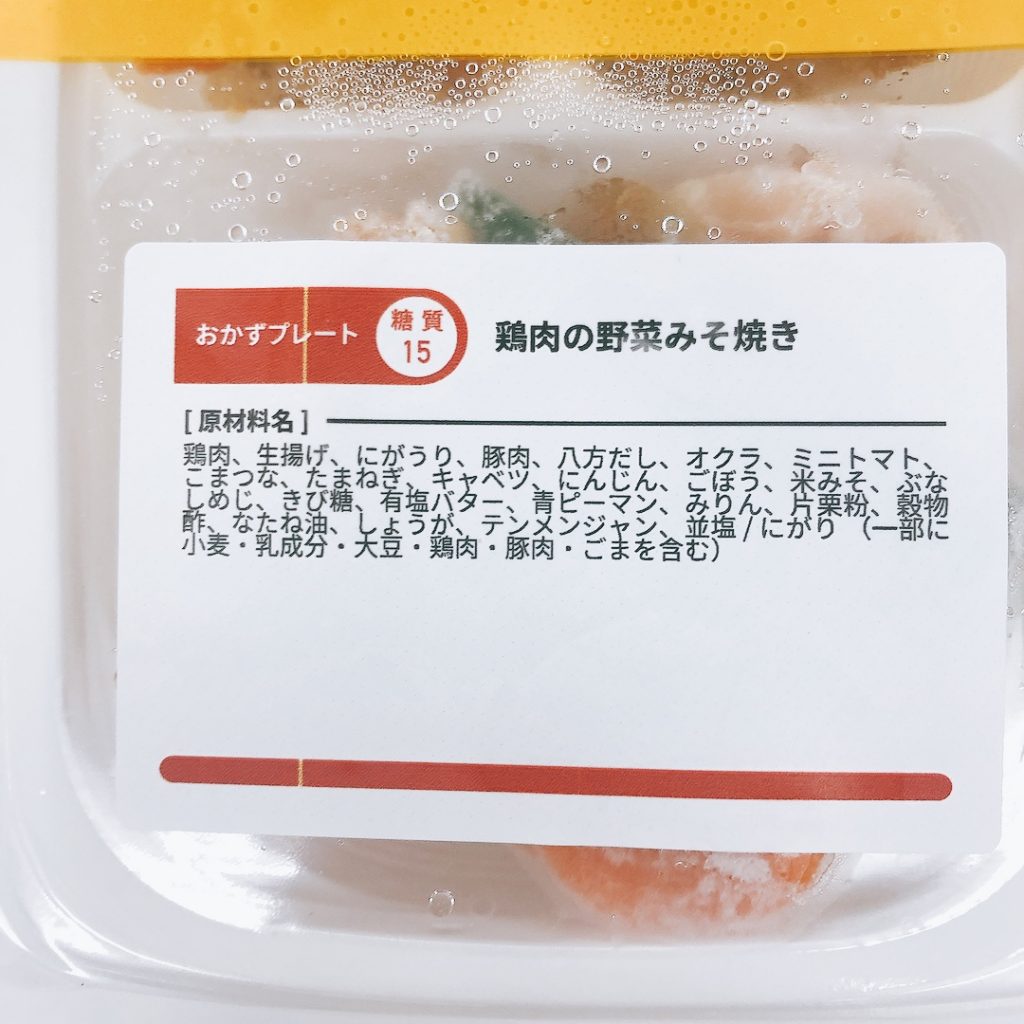 おかずプレート
糖質
15
鶏肉の野菜みそ焼き
[ 原材料名 ]
鶏肉、生揚げ、にがうり、豚肉、八方だし、オクラ、ミニトマト、
こまつな、たまねぎ、キャベツ、にんじん、ごぼう、米みそ、ぶな
しめじ、きび糖、有塩バター、青ピーマン、みりん、片栗粉、穀物
酢、なたね油、しょうが、テンメンジャン、並塩 / にがり （一部に
小麦・乳成分・大豆・鶏肉・豚肉・ごまを含む）